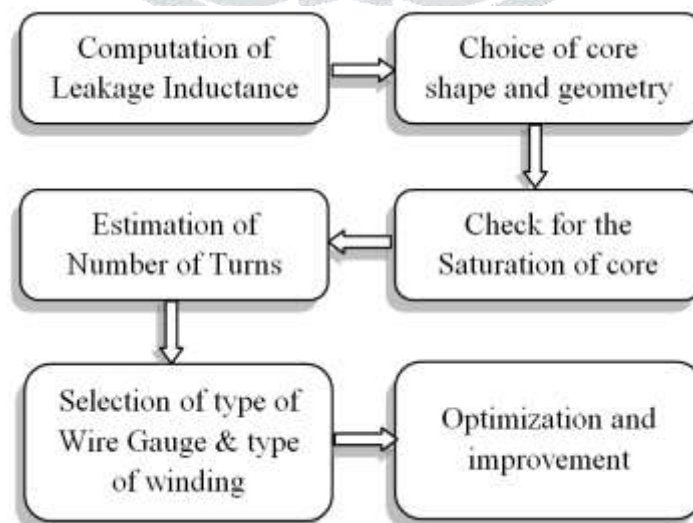 Computation of
Leakage Inductance
Choice of core
shape and geometry
Check for the
Saturation of core
Estimation of
Number of Turns
Selection of type of
Wire Gauge & type
of winding
Optimization and
improvement